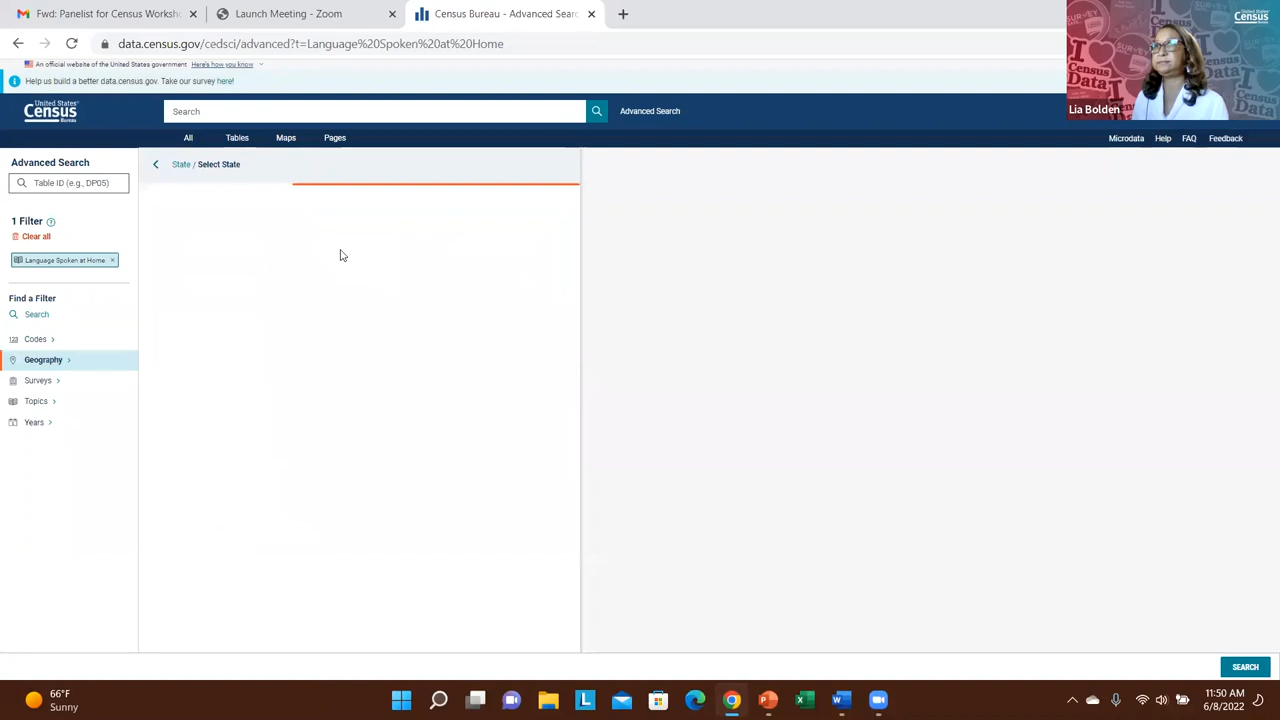 Fwd: Panelist for Census Worksh
Launch Meeting - Zoom
Census Bureau - Advanced Sear
data.census.gov/cedsci/advanced?t=Language%20Spoken%20at%20Home
An official website of the United States government Here's how you know
Help us build a better data.census.gov. Take our survey here!
United States
Census
Bureau
Search
Advanced Search
All Tables Maps Pages
Microdata Help FAQ Feedback
Lia Bolden
Advanced Search
Table ID (e.g., DP05)
1 Filter
Clear all
Language Spoken at Home
Find a Filter
Search
Codes
Geography
Surveys
Topics
Years
State / Select State
SEARCH
66°F
Sunny
11:50 AM
6/8/2022